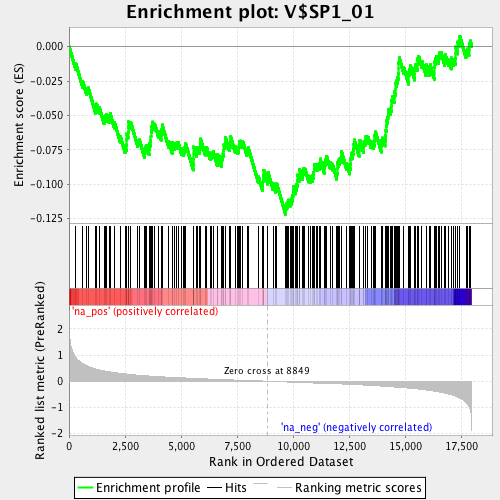 Enrichment plot: V$SP1_01
Enrichment score (ES)
0.000
-0.025
-0.050
-0.075
-0.100
-0.125
'na_pos' (positively correlated)
Zero cross at 8849
'na_neg' (negatively correlated)
Ranked list metric (PreRanked)
2
1
0
-1
-2
0
2,500
5,000
7,500
10,000
12,500
15,000
17,500
Rank in Ordered Dataset
Enrichment profile
Hits
Ranking metric scores